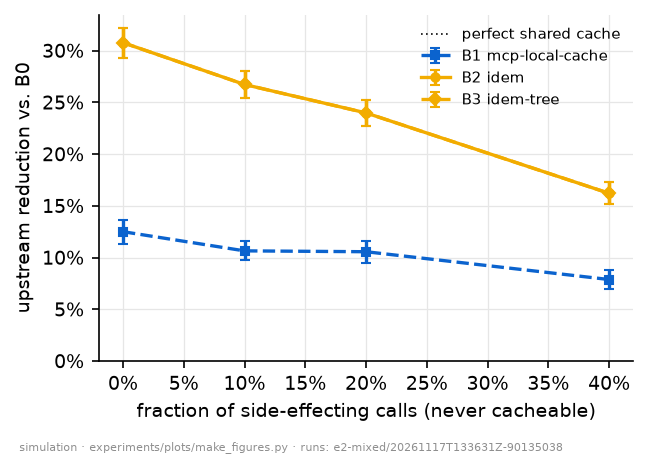 perfect shared cache
B1 mcp-local-cache
B2 idem
B3 idem-tree
upstream reduction vs. B0
30%
25%
20%
15%
10%
5%
0%
0% 5% 10% 15% 20% 25% 30% 35% 40%
fraction of side-effecting calls (never cacheable)
simulation · experiments/plots/make_figures.py · runs: e2-mixed/20261117T133631Z-90135038